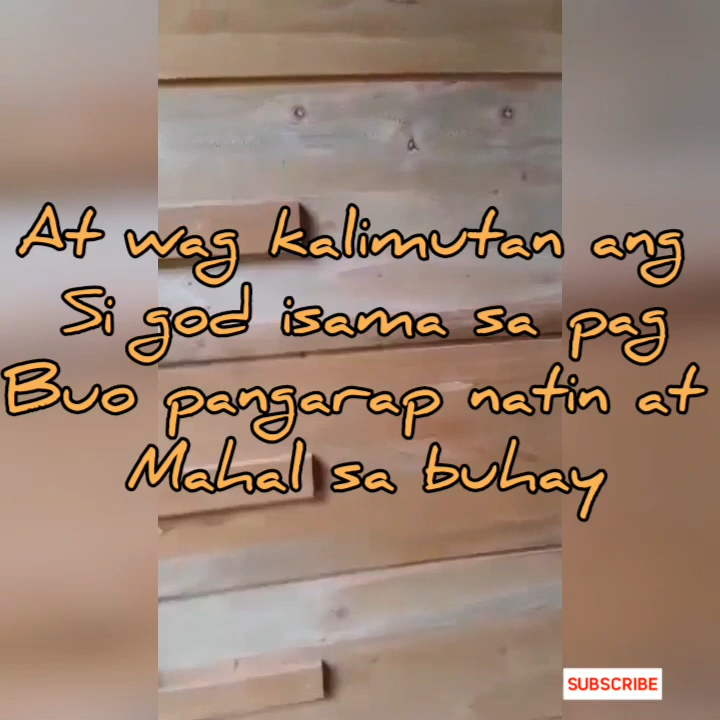 At wag kalimutan ang
Si god isama sa pag
Buo pangarap natin at
Mahal sa buhay
SUBSCRIBE